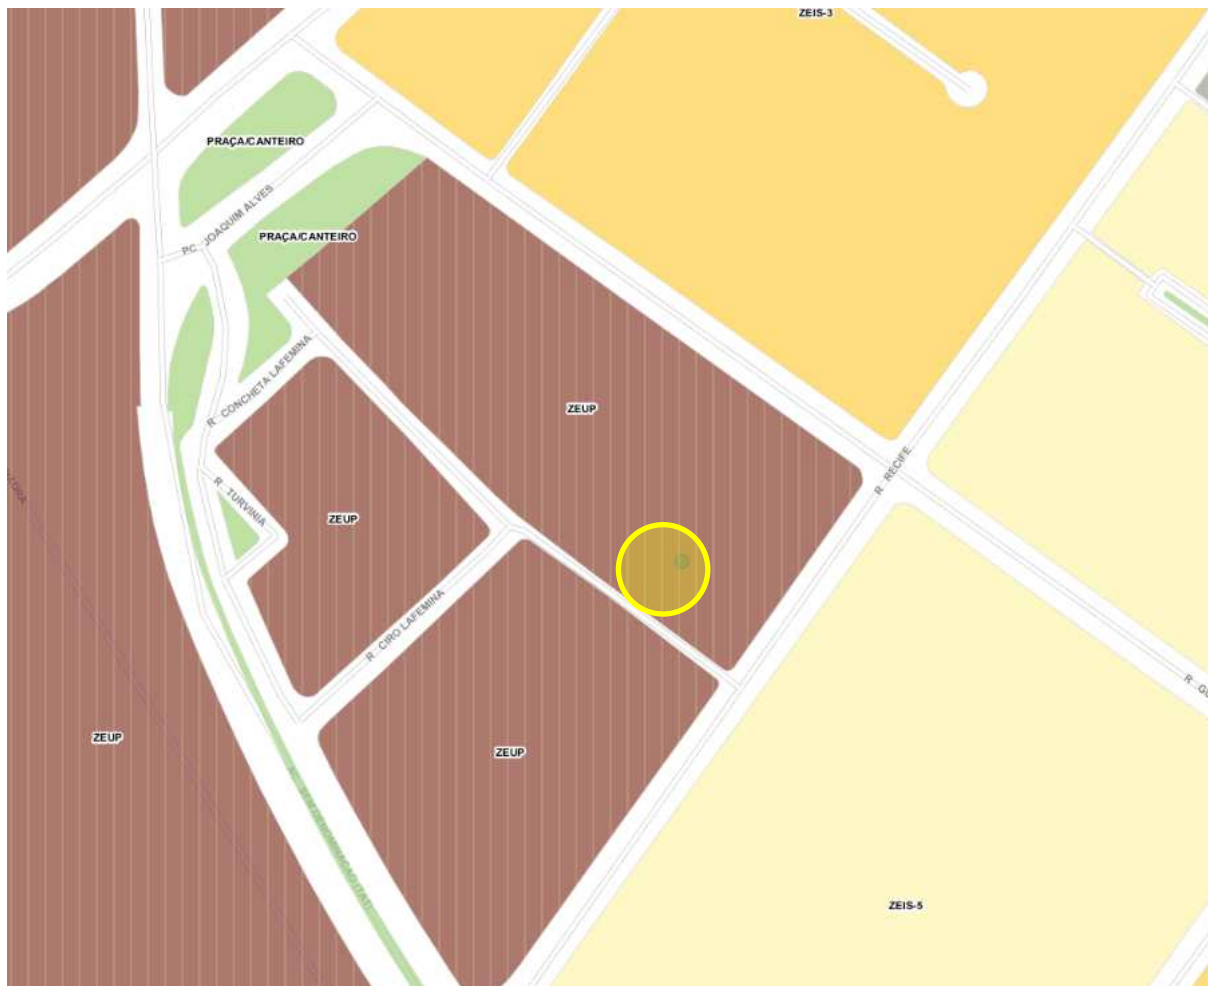 ZEIS-3
PRAÇA/CANTEIRO
PC JOAQUIM ALVES
PRAÇA/CANTEIRO
R CONCHETA LAFEMINA
ZEUP
R RECIFE
R TURVINIA
ZEUP
R CIRO LAFEMINA
ZEUP
ZEUP
ZEIS-5